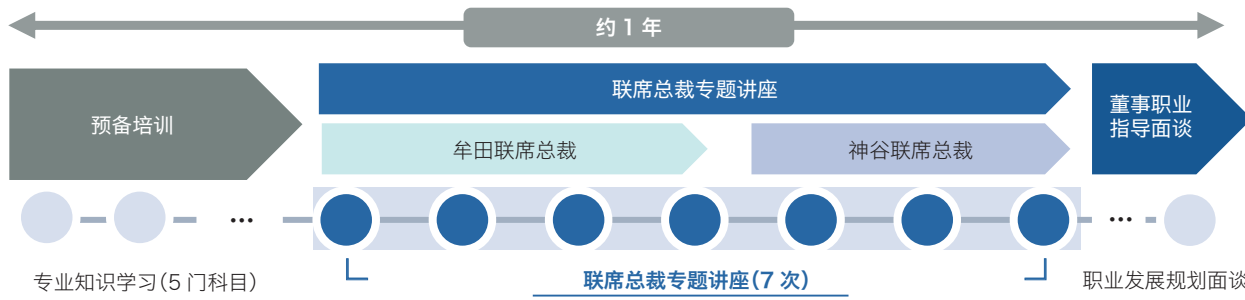 约 1 年
预备培训
联席总裁专题讲座
牟田联席总裁
神谷联席总裁
董事职业
指导面谈
...
...
专业知识学习(5 门科目)
联席总裁专题讲座(7 次)
职业发展规划面谈